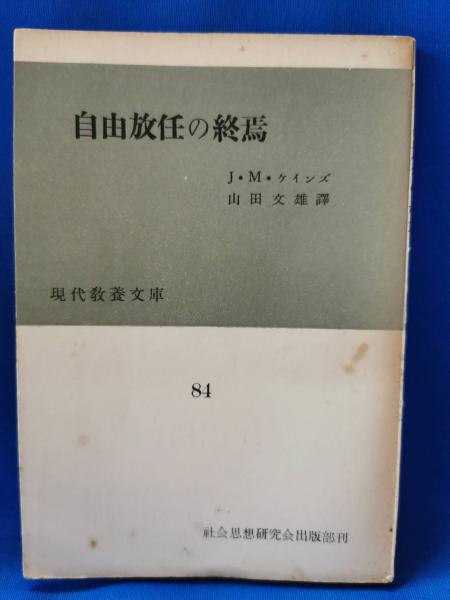 自由放任の終焉
J・M・ケインズ
山田文雄譯
現代教養文庫
84
社会思想研究会出版部刊